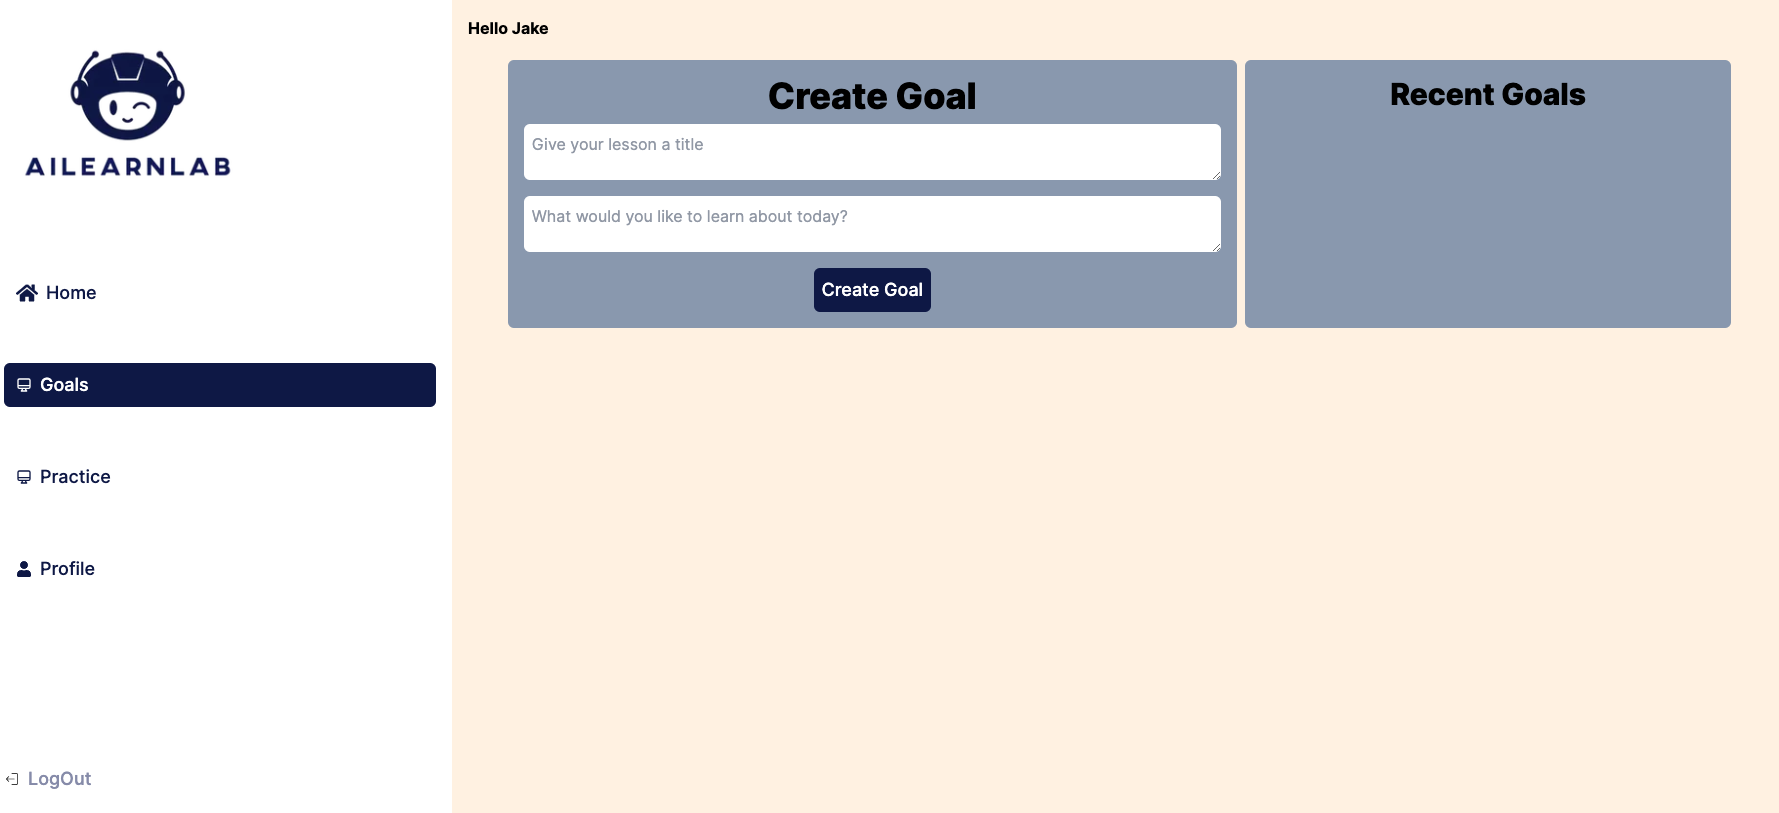 AILEARNLAB
Home
Goals
Practice
Profile
LogOut
Hello Jake
Create Goal
Give your lesson a title
What would you like to learn about today?
Create Goal
Recent Goals